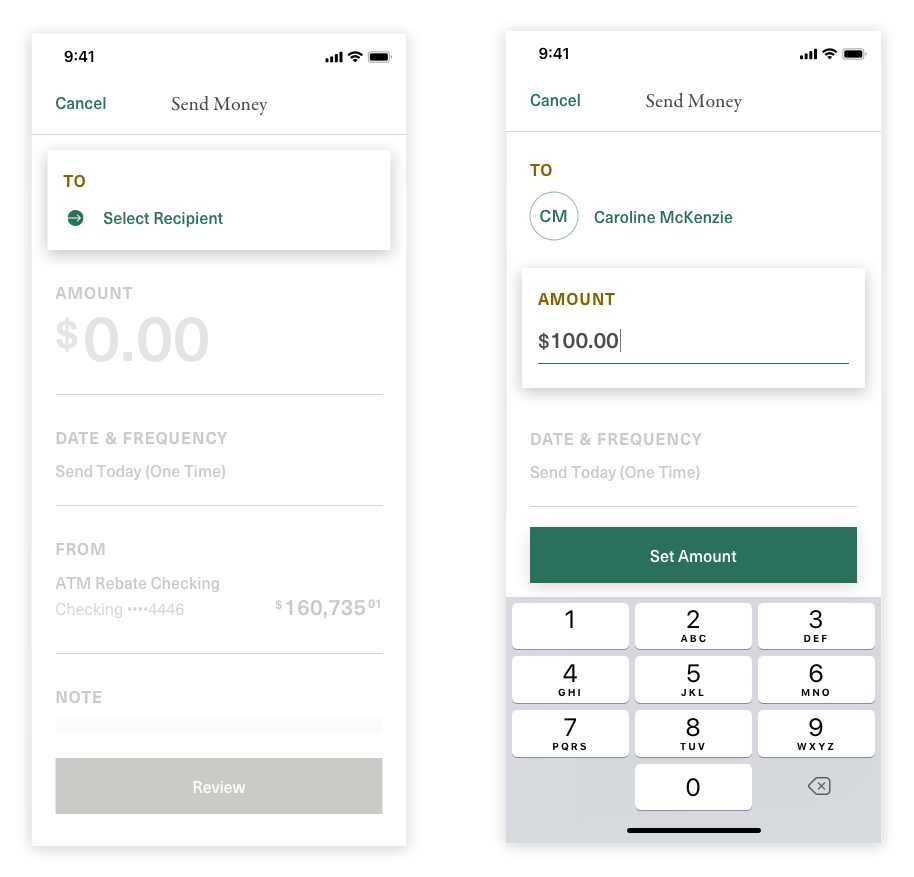 9:41
Cancel Send Money
TO
Select Recipient
AMOUNT
$0.00
DATE & FREQUENCY
Send Today (One Time)
FROM
ATM Rebate Checking
Checking ••••4446 $160,735 01
NOTE
Review
9:41
Cancel Send Money
TO
CM Caroline McKenzie
AMOUNT
$100.00
DATE & FREQUENCY
Send Today (One Time)
Set Amount
1 2 3
ABC DEF
4 5 6
GHI JKL MNO
7 8 9
PQRS TUV WXYZ
0